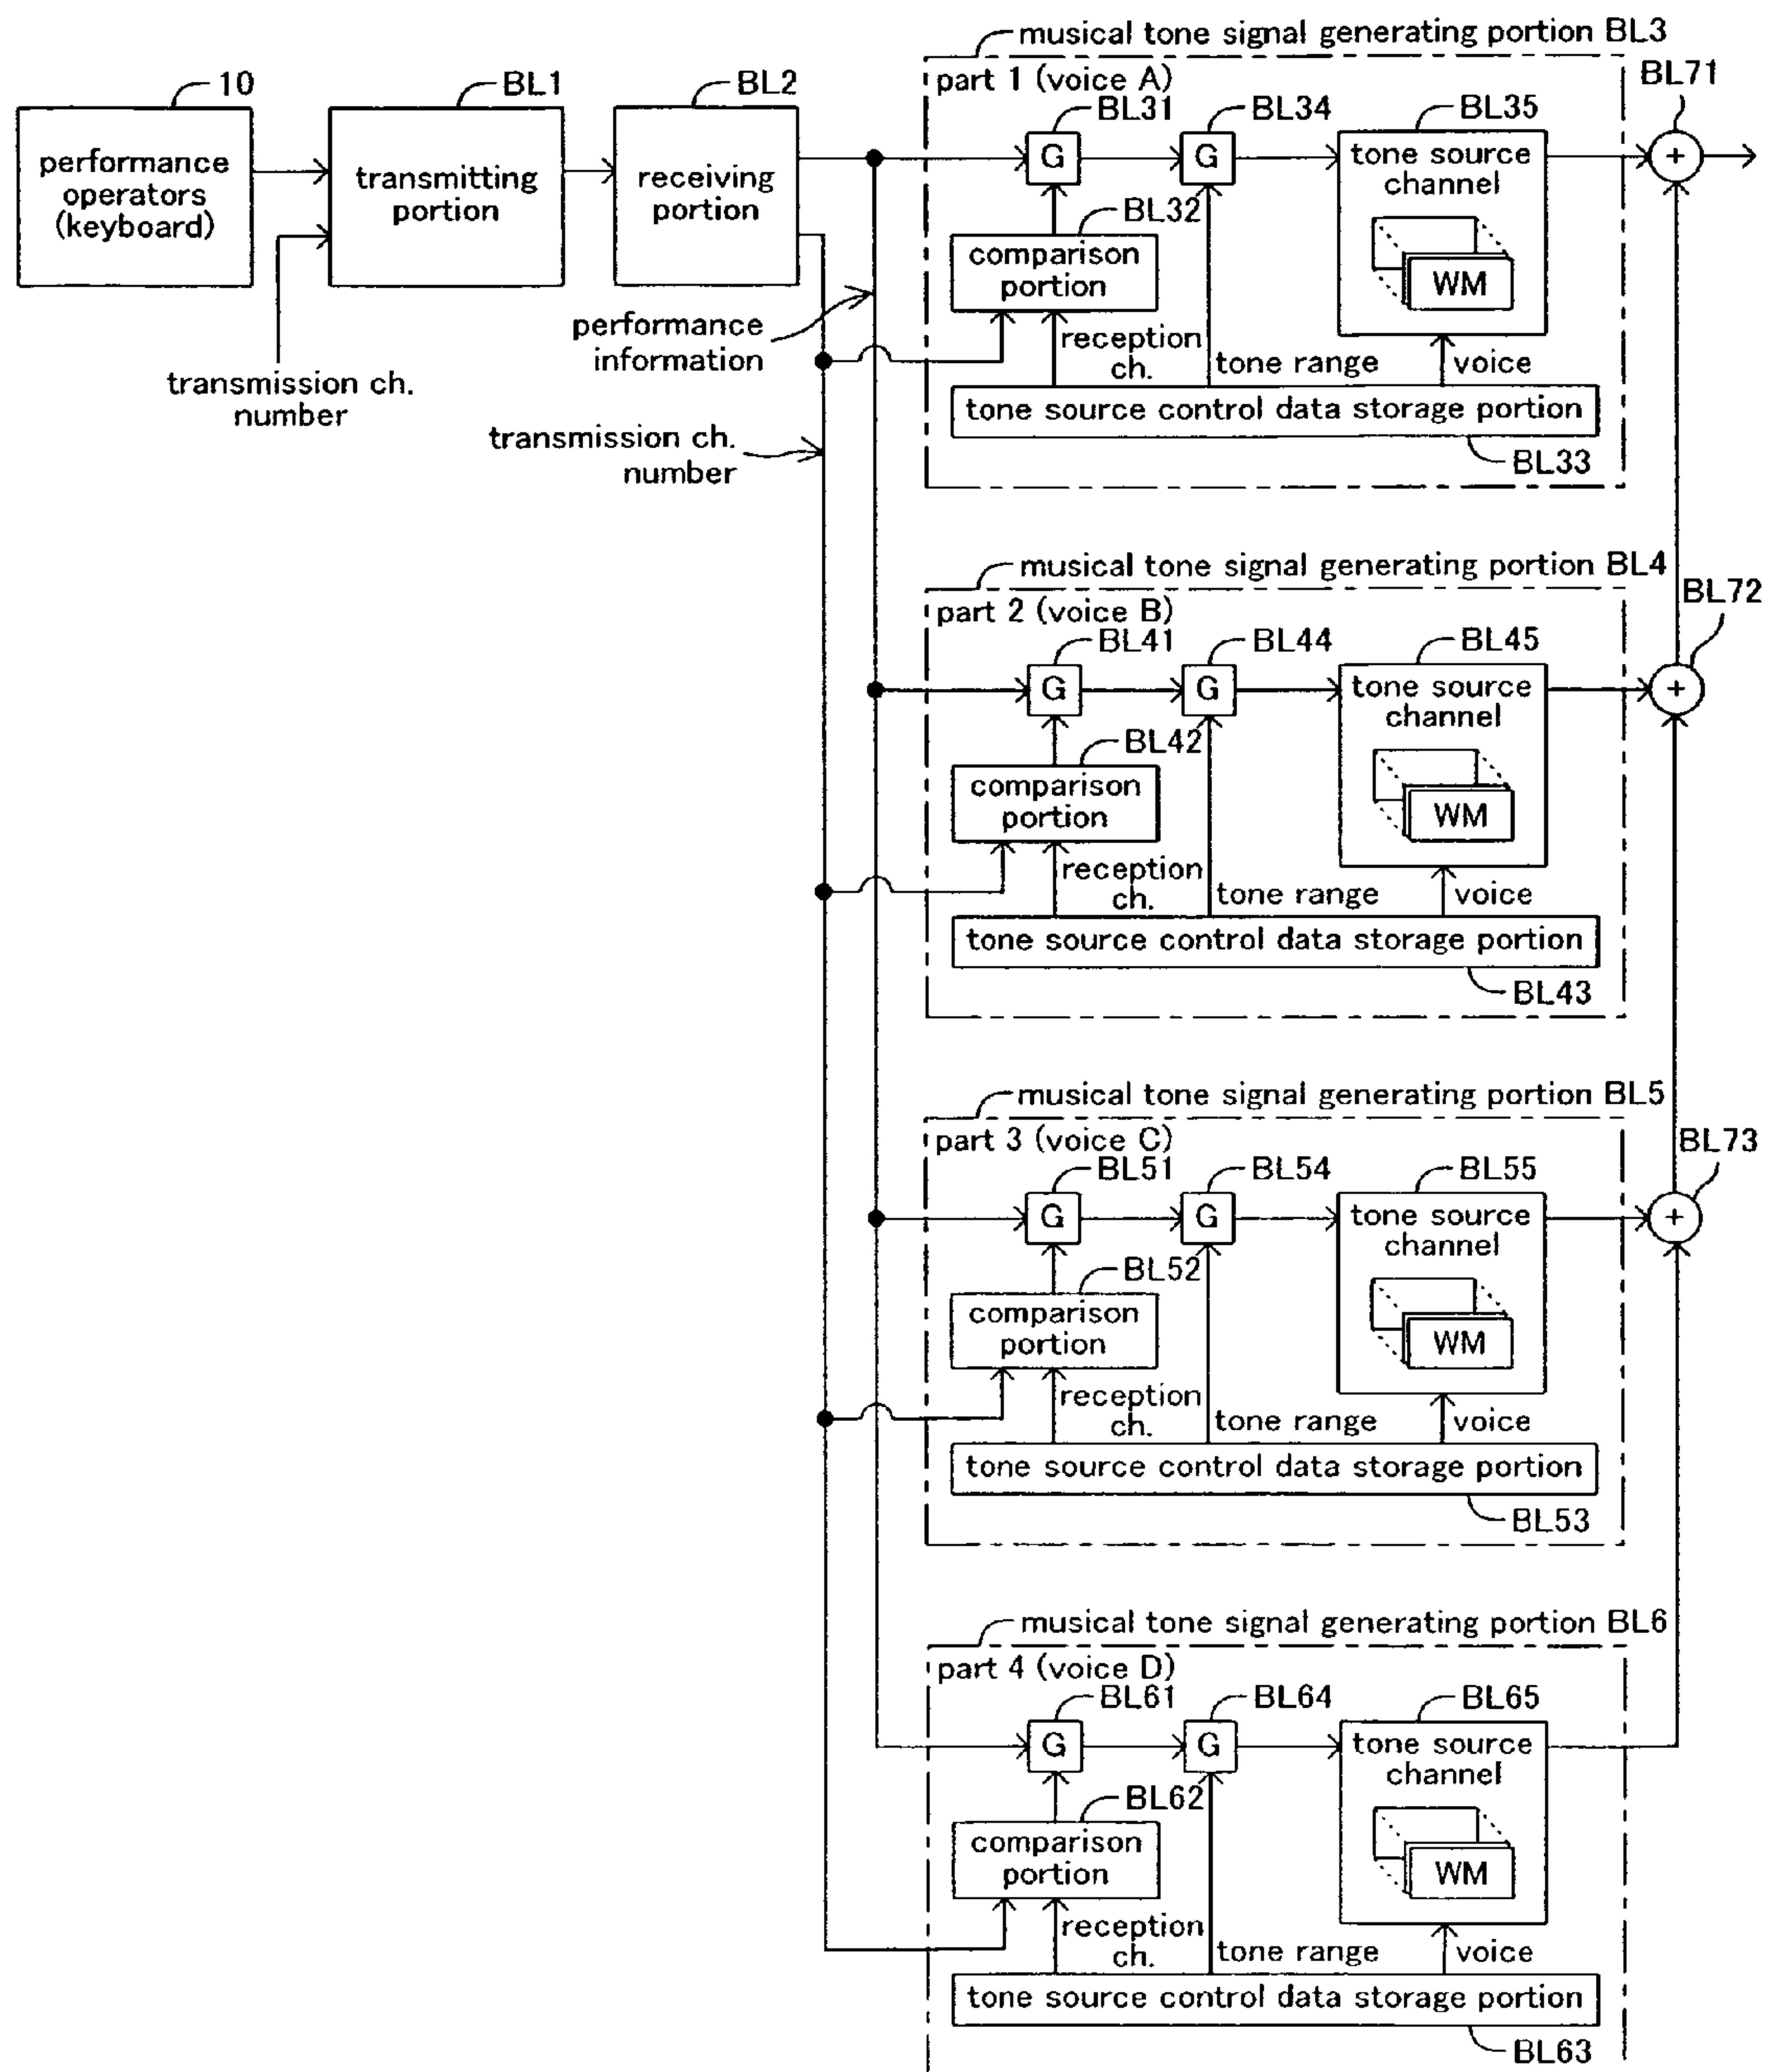 10
performance
operators
(keyboard)
BL1
transmitting
portion
BL2
receiving
portion
transmission ch.
number
performance
information
transmission ch.
number
musical tone signal generating portion BL3
part 1 (voice A)
BL31
G
BL34
G
BL35
tone source
channel
WM
BL32
comparison
portion
reception
ch.
tone range
voice
tone source control data storage portion
BL33
BL71
+
musical tone signal generating portion BL4
part 2 (voice B)
BL41
G
BL44
G
BL45
tone source
channel
WM
BL42
comparison
portion
reception
ch.
tone range
voice
tone source control data storage portion
BL43
BL72
+
musical tone signal generating portion BL5
part 3 (voice C)
BL51
G
BL54
G
BL55
tone source
channel
WM
BL52
comparison
portion
reception
ch.
tone range
voice
tone source control data storage portion
BL53
BL73
+
musical tone signal generating portion BL6
part 4 (voice D)
BL61
G
BL64
G
BL65
tone source
channel
WM
BL62
comparison
portion
reception
ch.
tone range
voice
tone source control data storage portion
BL63